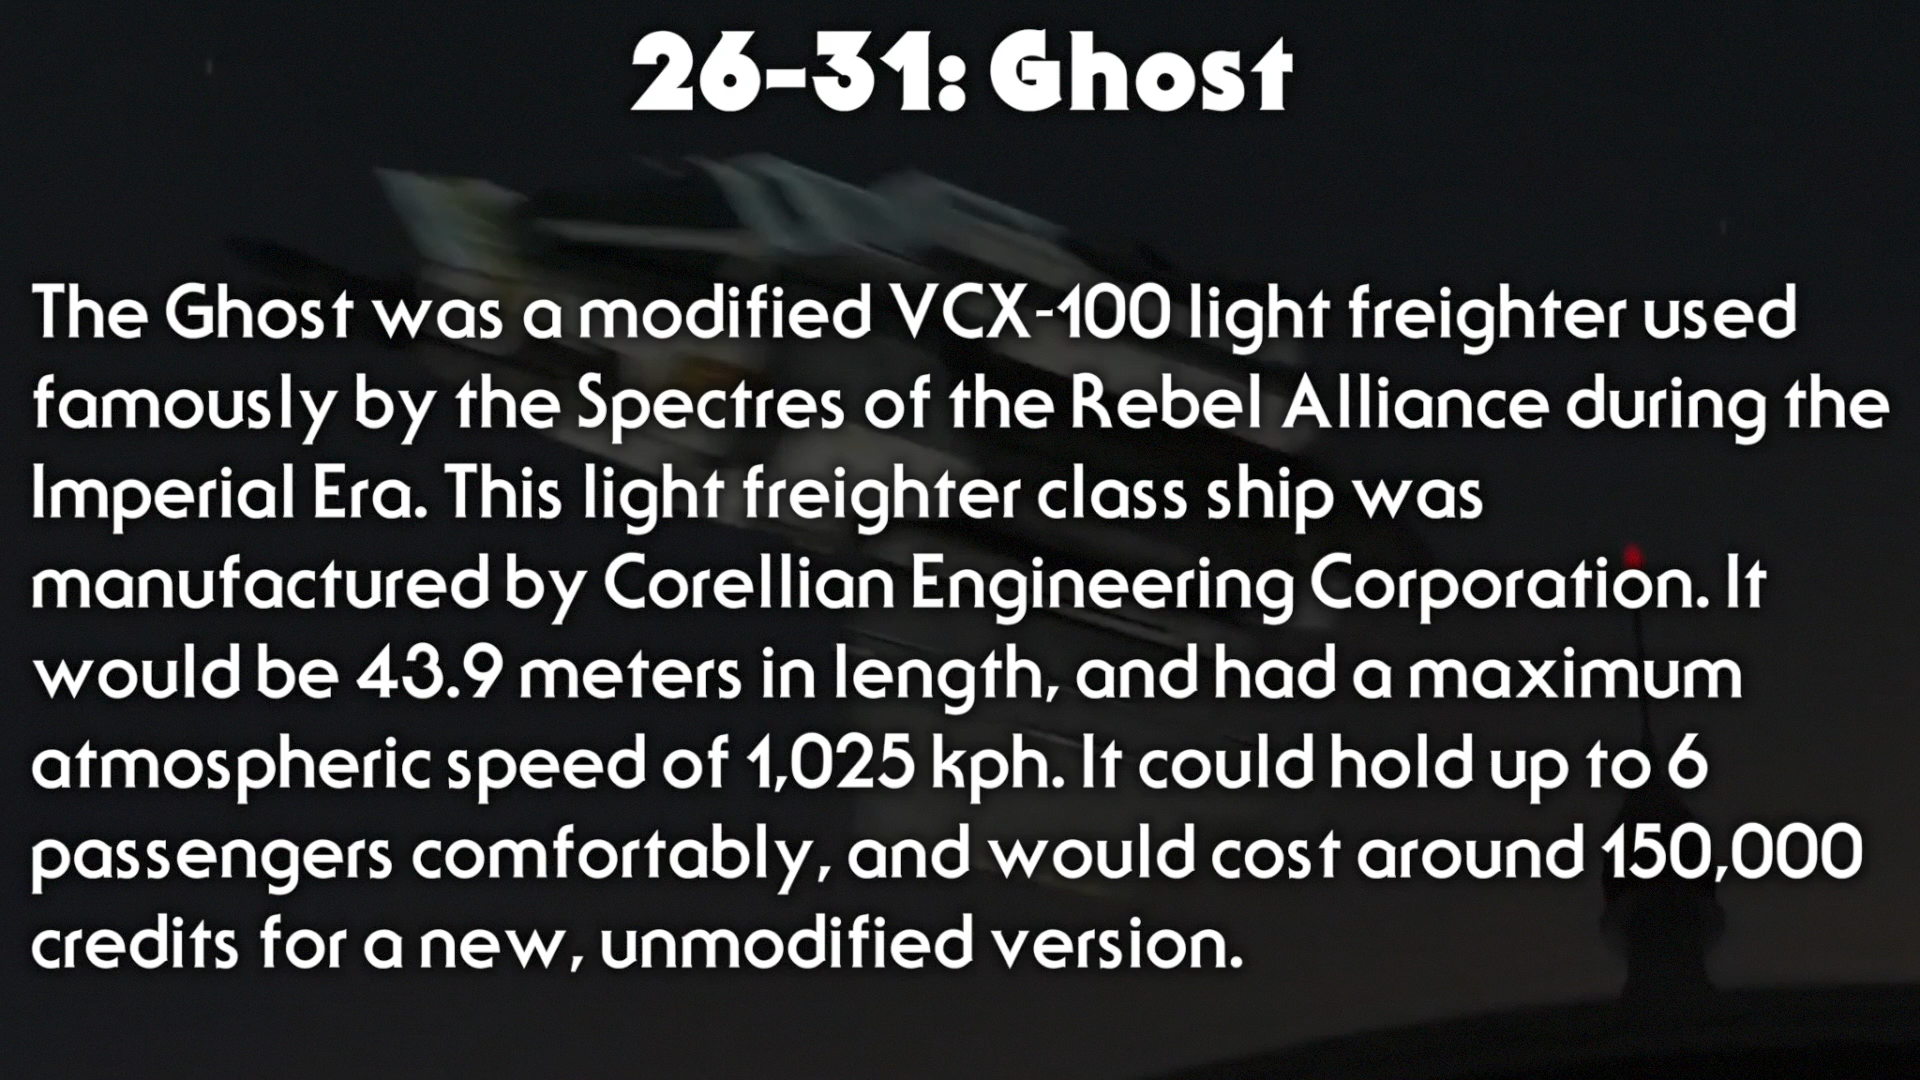 26-31: Ghost
The Ghost was a modified VCX-100 light freighter used
famously by the Spectres of the Rebel Alliance during the
Imperial Era. This light freighter class ship was
manufactured by Corellian Engineering Corporation. It
would be 43.9 meters in length, and had a maximum
atmospheric speed of 1,025 kph. It could hold up to 6
passengers comfortably, and would cost around 150,000
credits for a new, unmodified version.